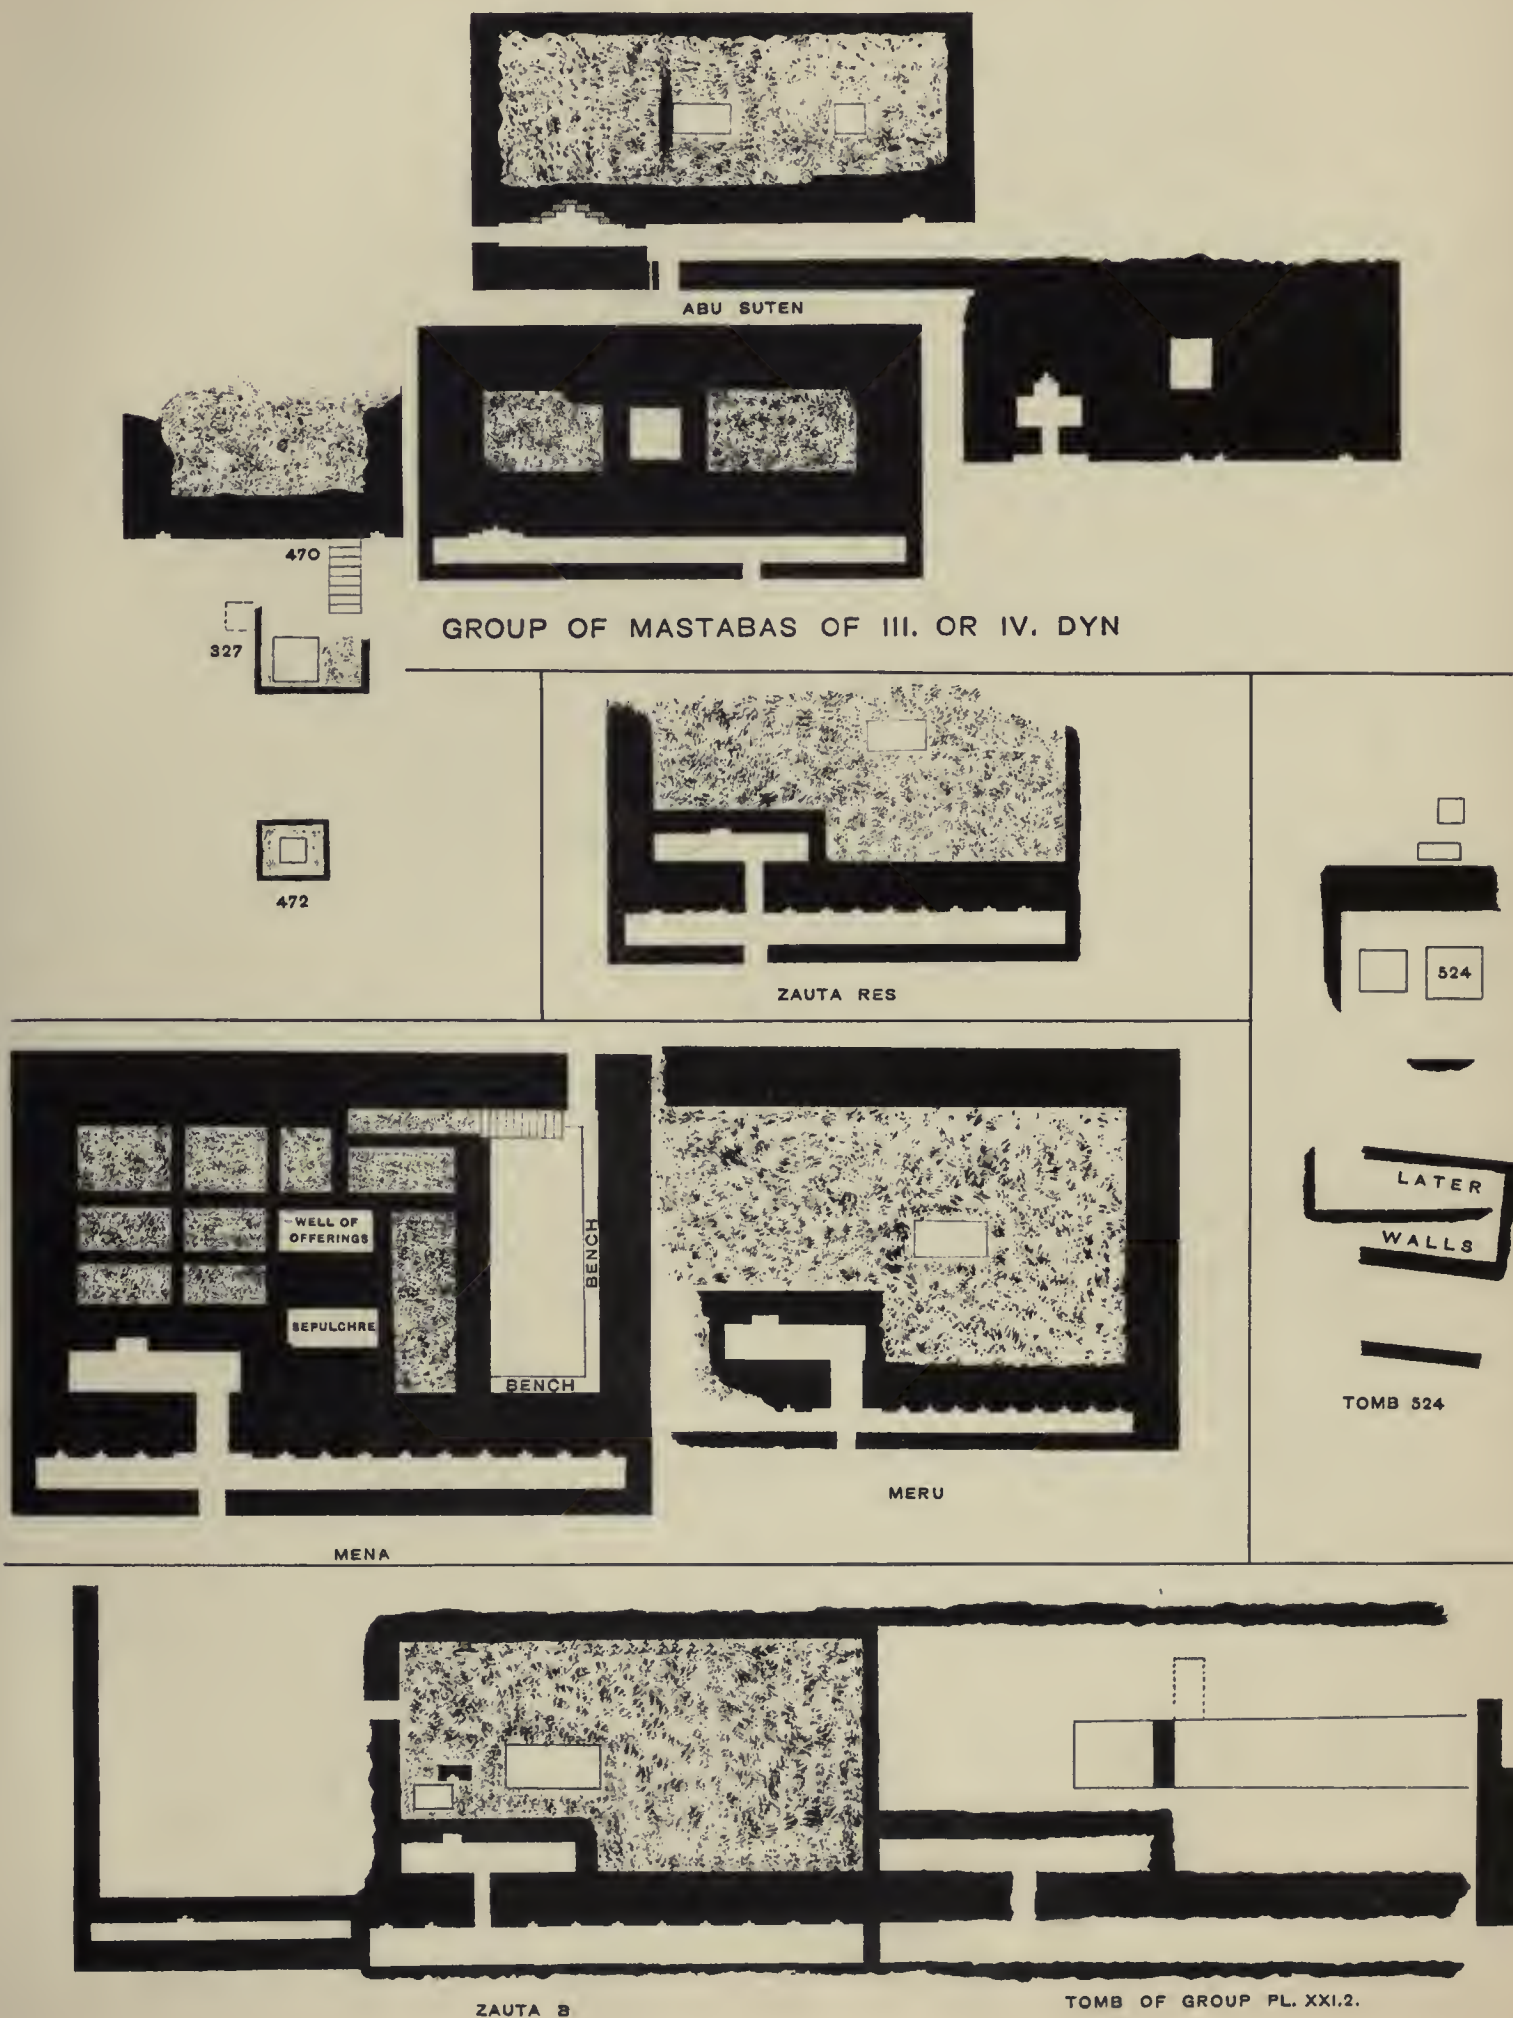 ABU SUTEN
470
327
GROUP OF MASTABAS OF III. OR IV. DYN
472
ZAUTA RES
524
WELL OF
OFFERINGS
BENCH
SEPULCHRE
BENCH
LATER
WALLS
TOMB 524
MERU
MENA
ZAUTA B
TOMB OF GROUP PL. XXI.2.